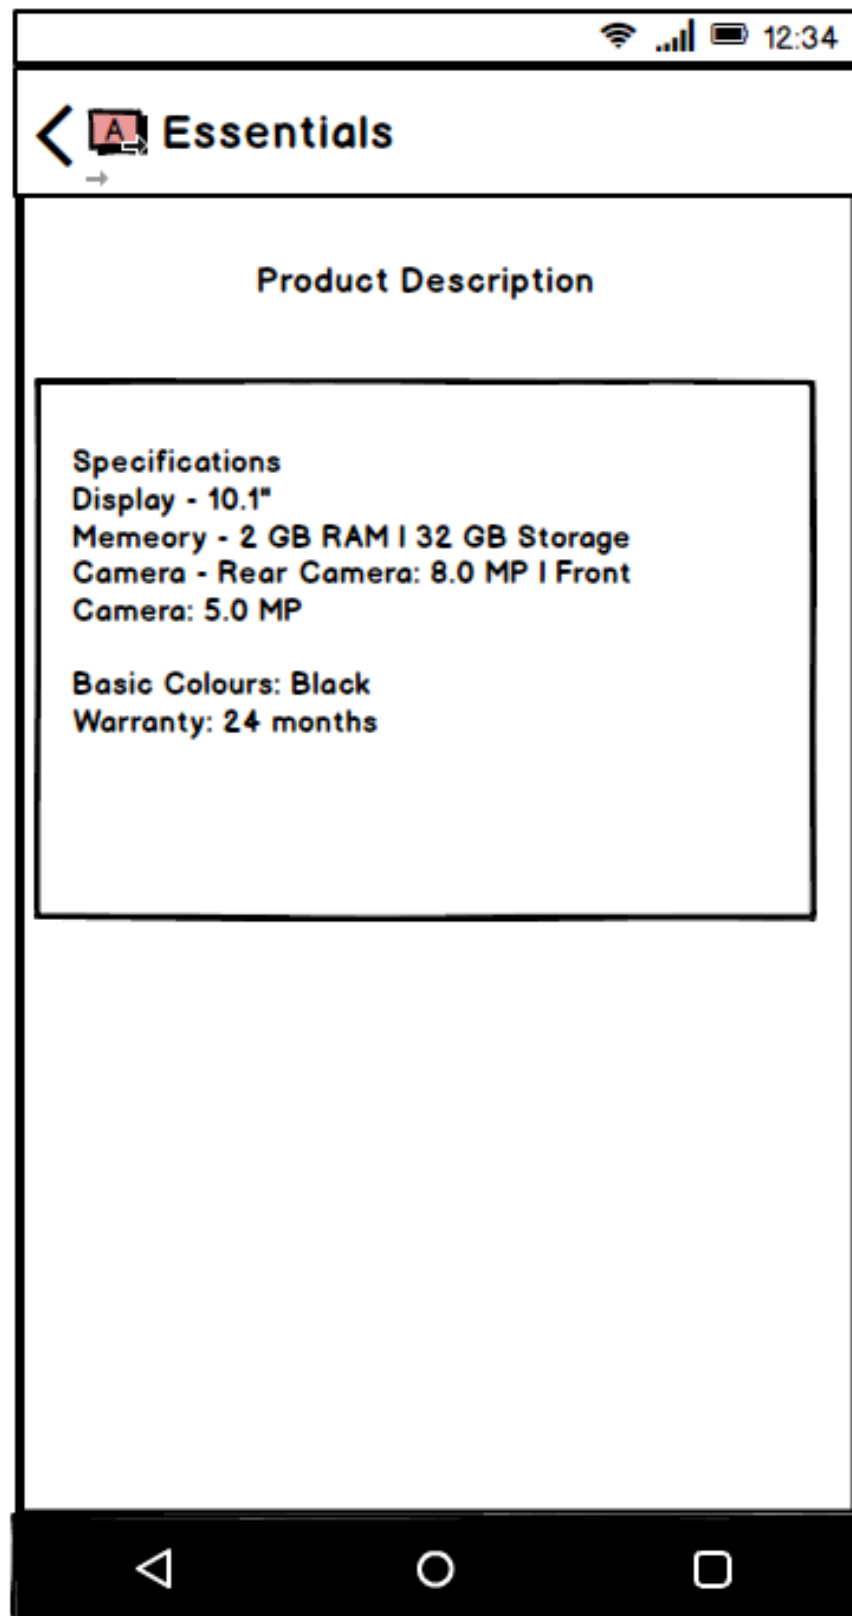 12:34
A Essentials
Product Description
Specifications
Display - 10.1"
Memeory - 2 GB RAM | 32 GB Storage
Camera - Rear Camera: 8.0 MP | Front
Camera: 5.0 MP
Basic Colours: Black
Warranty: 24 months